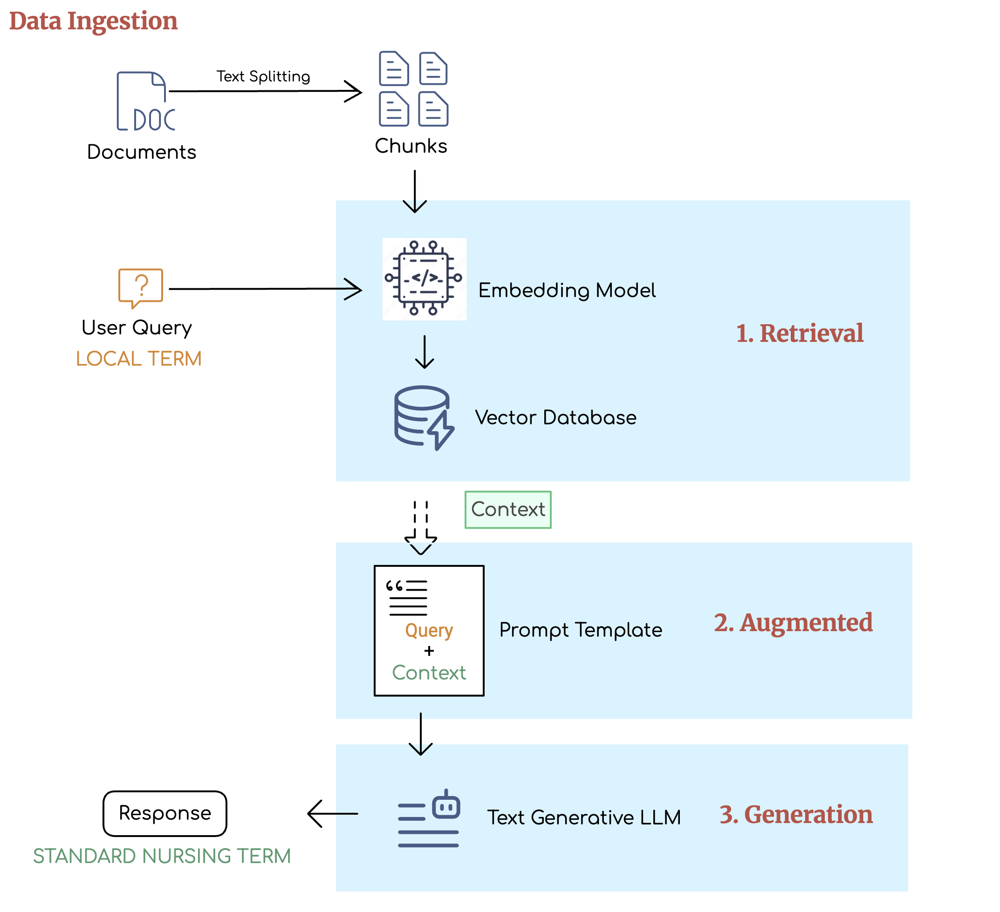 Data Ingestion
Text Splitting
DOC
Documents
Chunks
</>
Embedding Model
User Query
LOCAL TERM
1. Retrieval
Vector Database
Context
“
Query
+
Context
Prompt Template
2. Augmented
Response
STANDARD NURSING TERM
Text Generative LLM
3. Generation